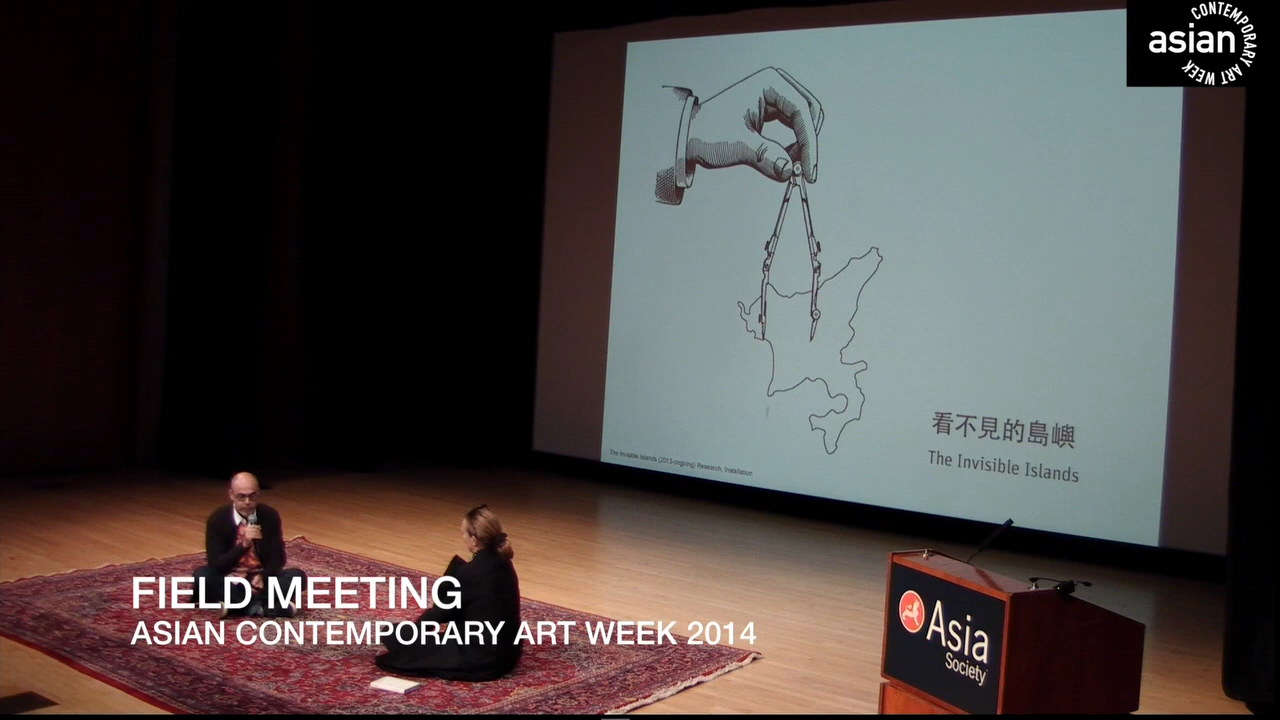 asian
CONTEMPORARY ART WEEK
看不見的島嶼
The Invisible Islands
The Invisible Islands (2013-ongoing) Research, Installation
FIELD MEETING
ASIAN CONTEMPORARY ART WEEK 2014
Asia
Society